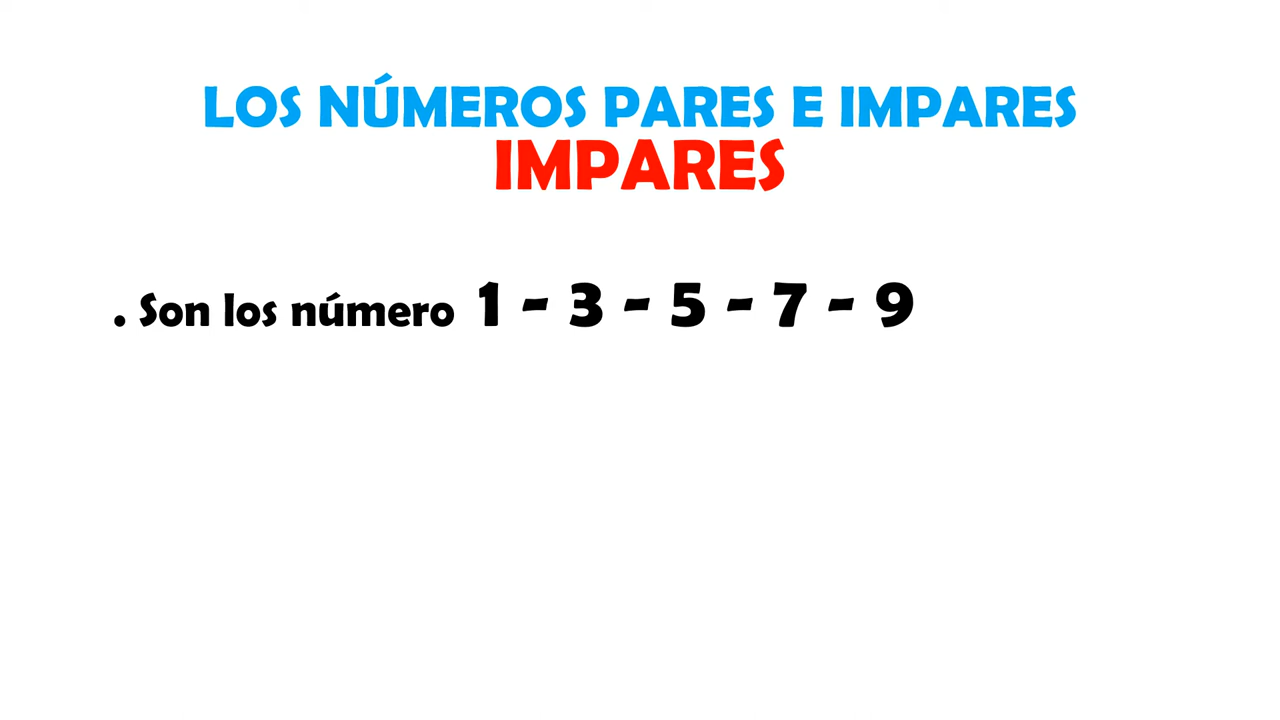 LOS NÚMEROS PARES E IMPARES
IMPARES
. Son los número 1 - 3 - 5 - 7 - 9